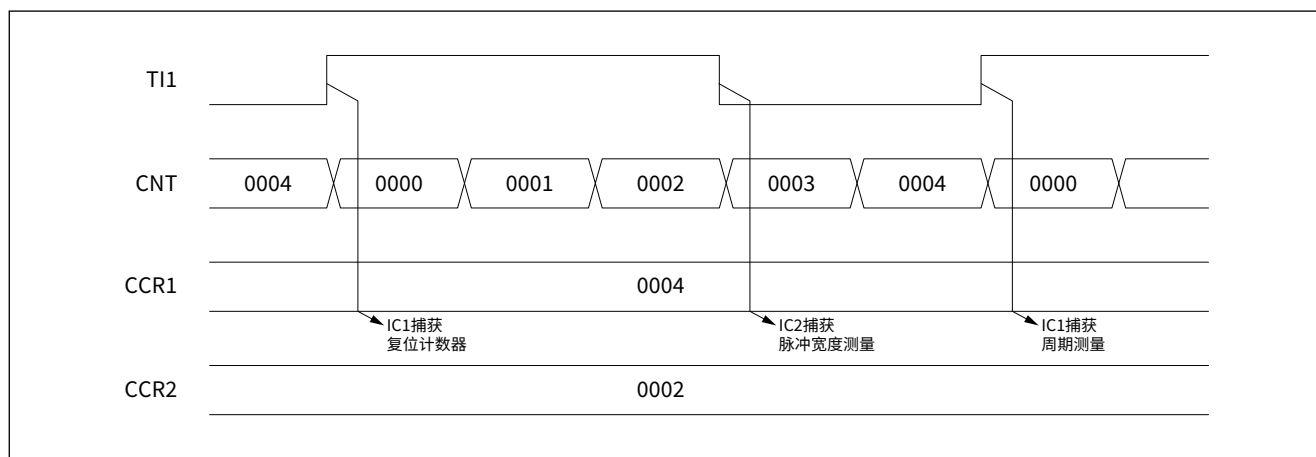 TI1
CNT 0004 0000 0001 0002 0003 0004 0000
CCR1 0004
IC1捕获 IC2捕获 IC1捕获
复位计数器 脉冲宽度测量 周期测量
CCR2 0002